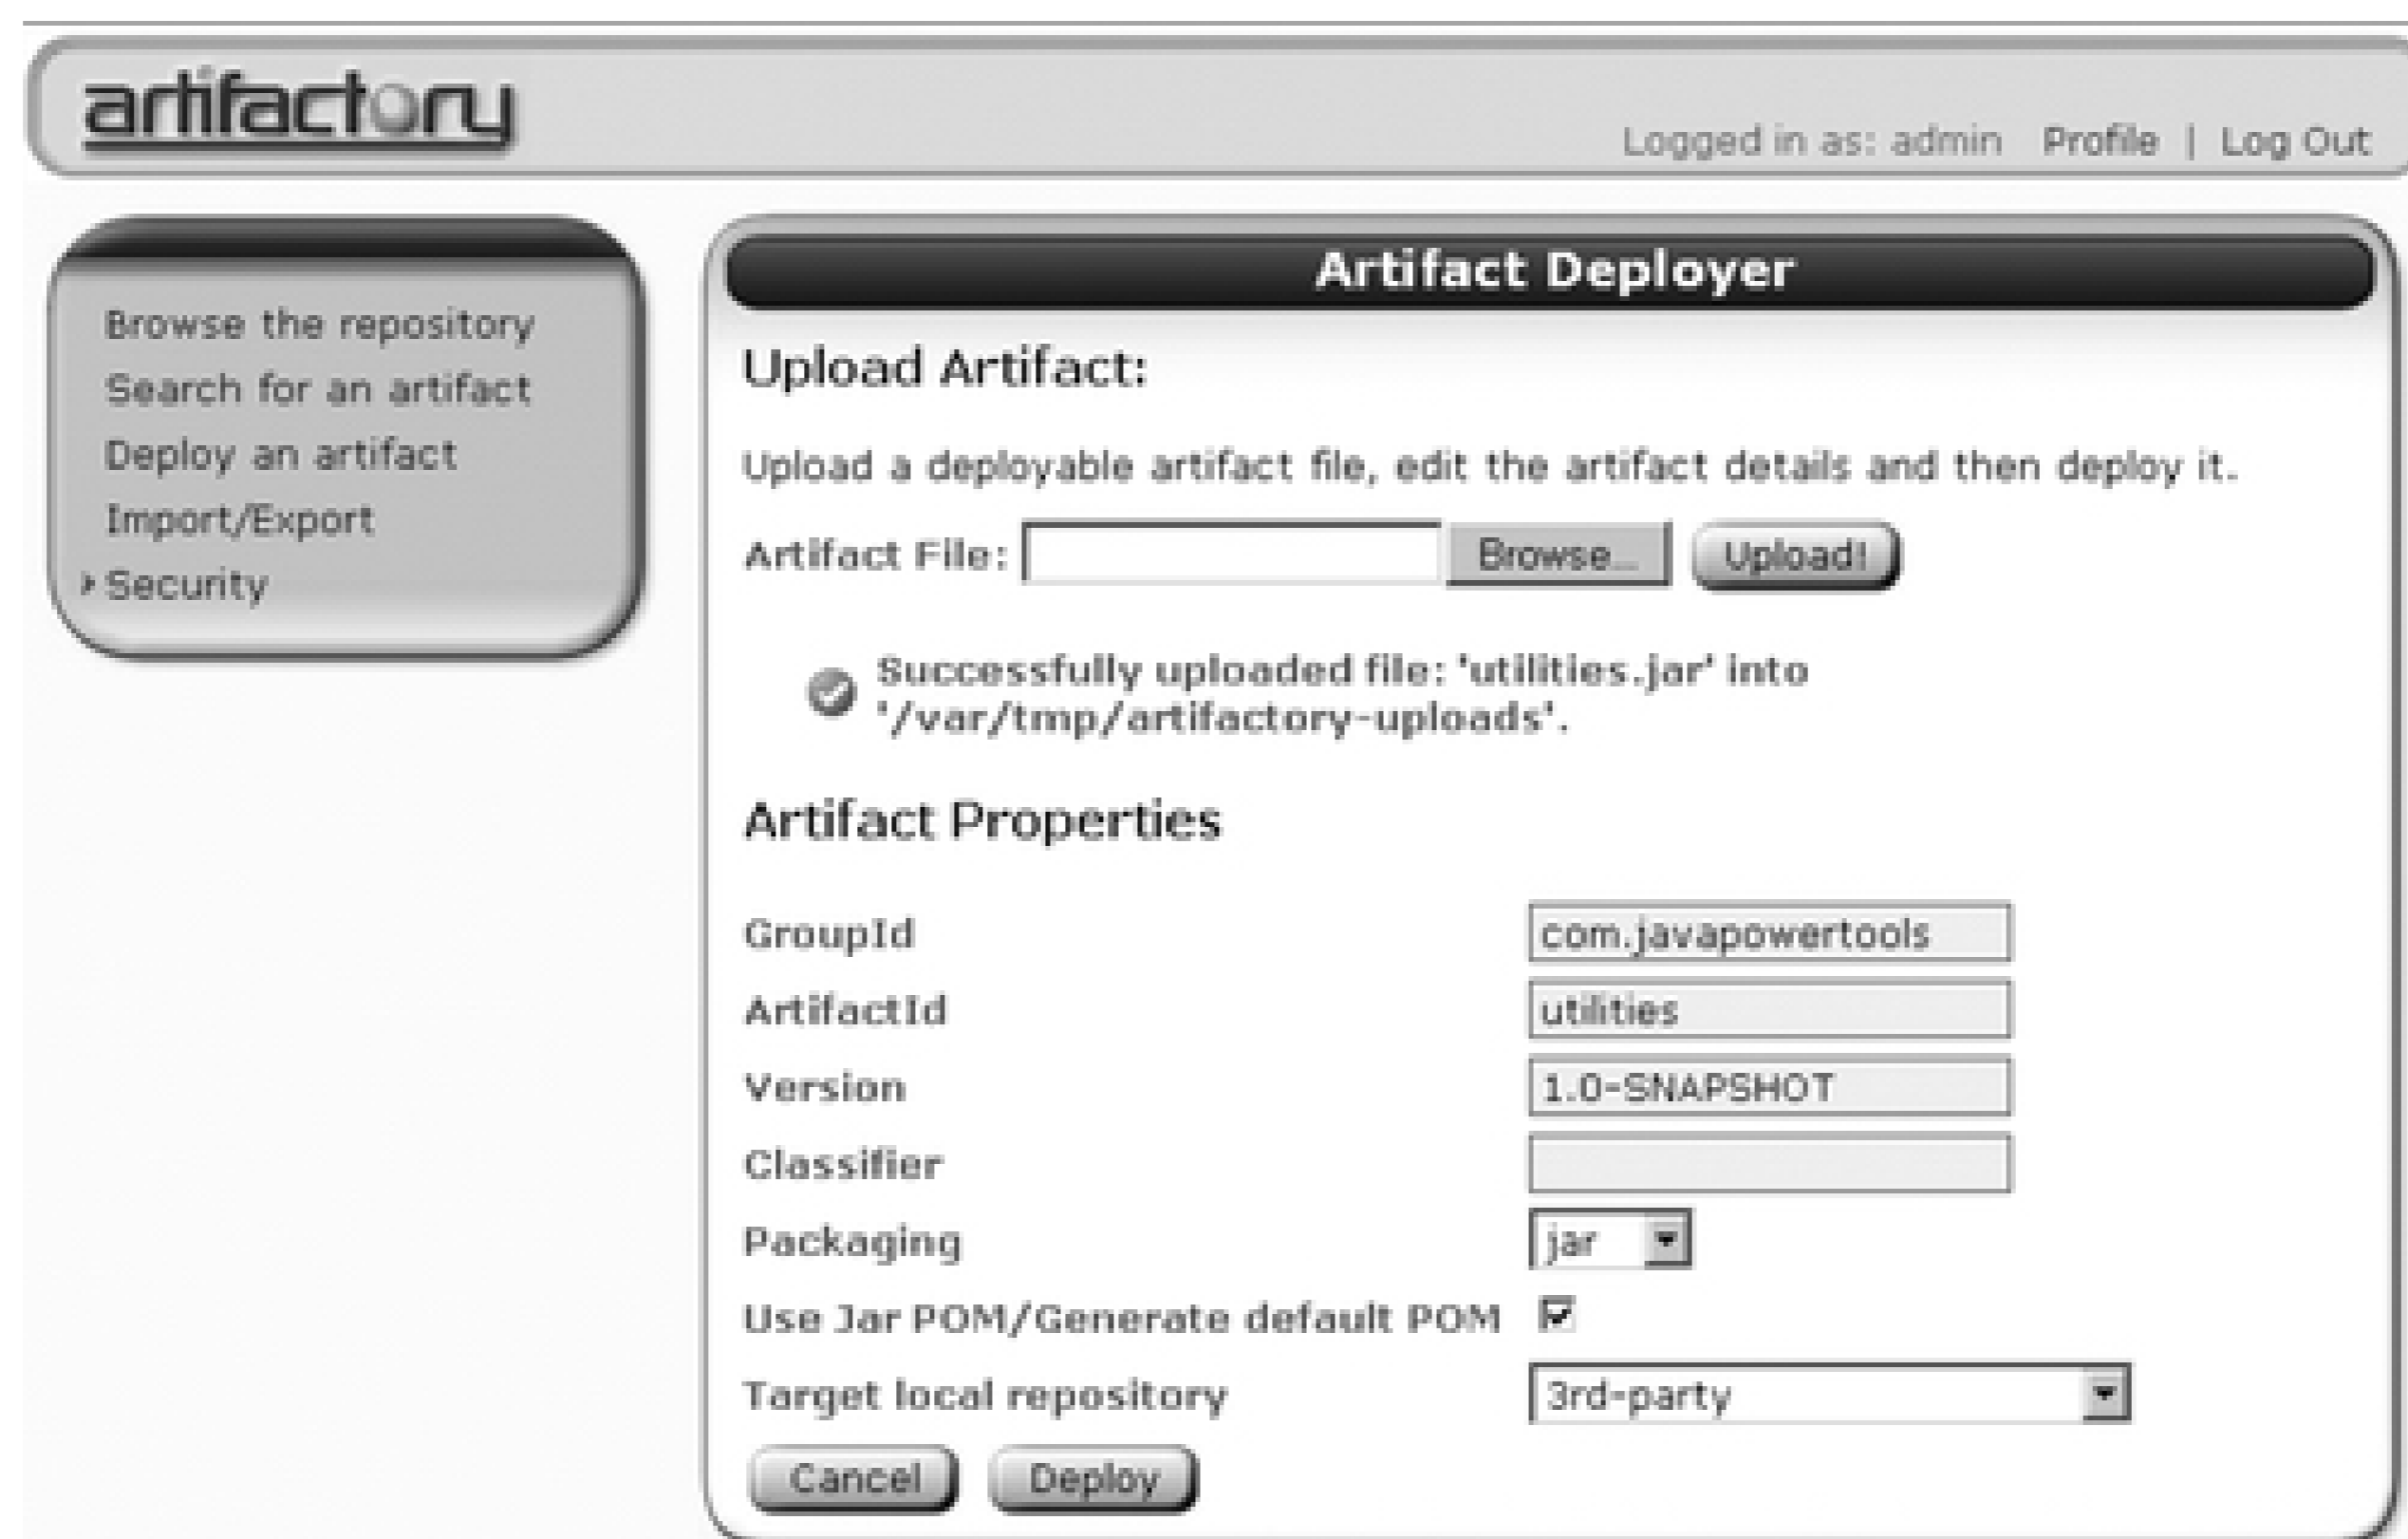 artifactory
Logged in as: admin Profile | Log Out
Browse the repository
Search for an artifact
Deploy an artifact
Import/Export
Security
Artifact Deployer
Upload Artifact:
Upload a deployable artifact file, edit the artifact details and then deploy it.
Artifact File: Browse... Upload!
Successfully uploaded file: 'utilities.jar' into
'/var/tmp/artifactory-uploads'.
Artifact Properties
GroupId com.javapowertools
ArtifactId utilities
Version 1.0-SNAPSHOT
Classifier
Packaging jar
Use Jar POM/Generate default POM
Target local repository 3rd-party
Cancel Deploy